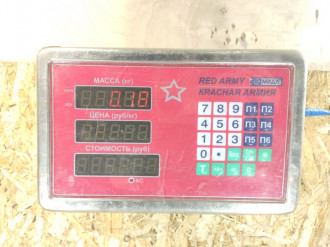 МАССА (кг)
0.18
ЦЕНА (руб/кг)
СТОИМОСТЬ (руб)
RED ARMY МИДЛ
КРАСНАЯ АРМИЯ
7 8 9 П1 П2
4 5 6 П3 П4
1 2 3 П5 П6
0 •
T